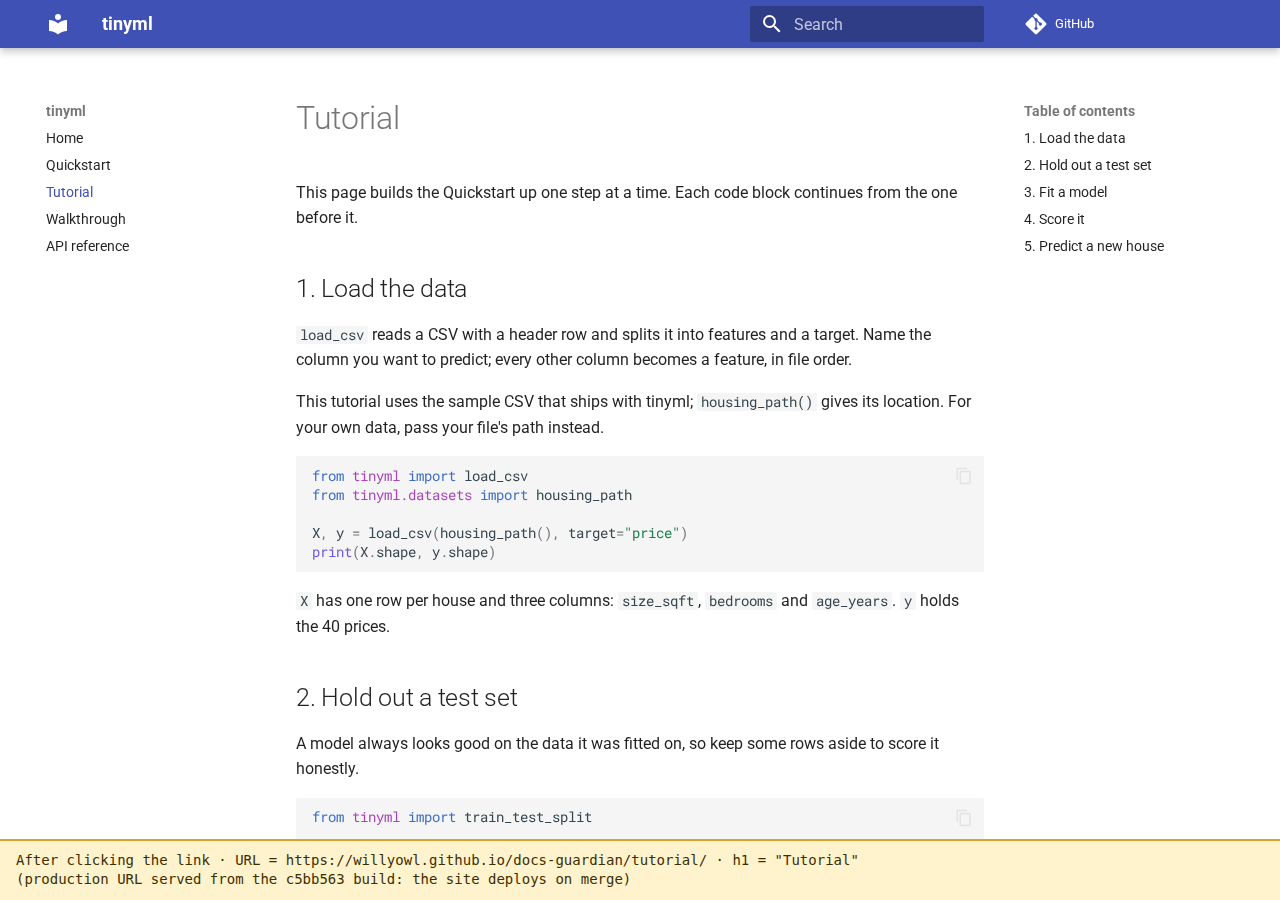 tinyml
Search
GitHub
tinyml
Home
Quickstart
Tutorial
Walkthrough
API reference
Tutorial
This page builds the Quickstart up one step at a time. Each code block continues from the one
before it.
1. Load the data
load_csv reads a CSV with a header row and splits it into features and a target. Name the
column you want to predict; every other column becomes a feature, in file order.
This tutorial uses the sample CSV that ships with tinyml; housing_path() gives its location. For
your own data, pass your file's path instead.
from tinyml import load_csv
from tinyml.datasets import housing_path
X, y = load_csv(housing_path(), target="price")
print(X.shape, y.shape)
X has one row per house and three columns: size_sqft, bedrooms and age_years. y holds
the 40 prices.
2. Hold out a test set
A model always looks good on the data it was fitted on, so keep some rows aside to score it
honestly.
from tinyml import train_test_split
Table of contents
1. Load the data
2. Hold out a test set
3. Fit a model
4. Score it
5. Predict a new house
After clicking the link · URL = https://willyowl.github.io/docs-guardian/tutorial/ · h1 = "Tutorial"
(production URL served from the c5bb563 build: the site deploys on merge)